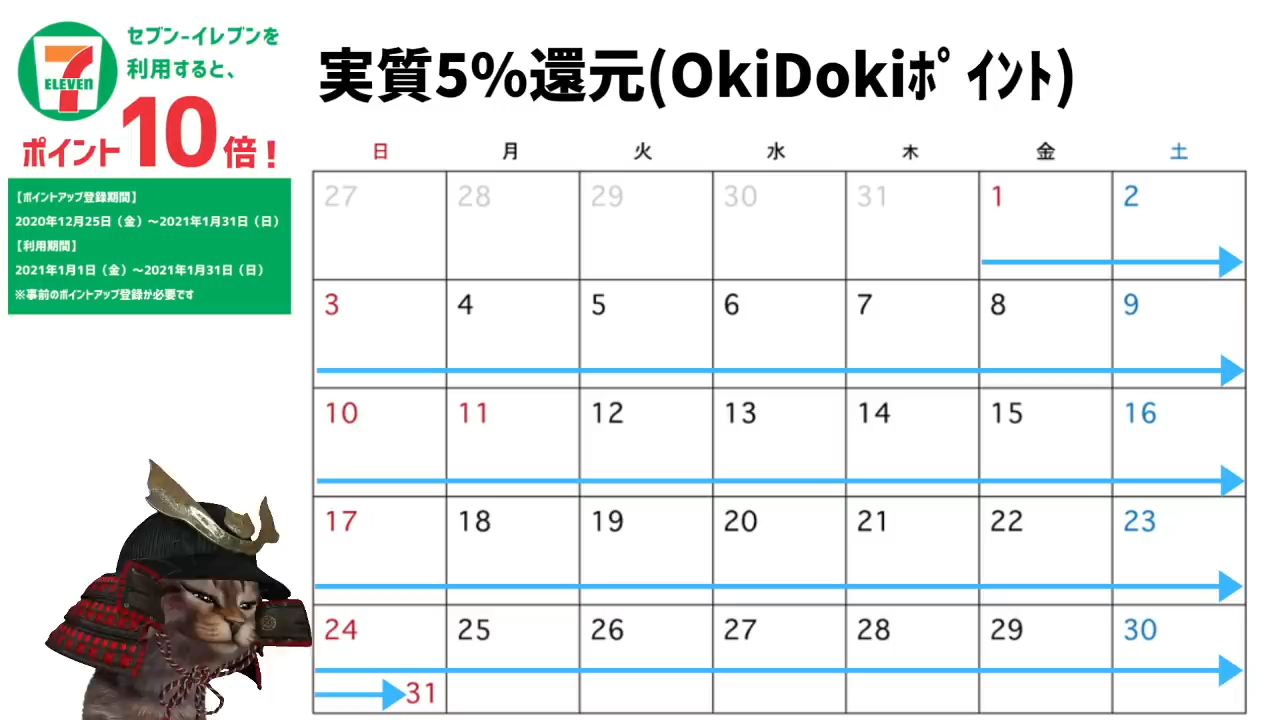 セブン-イレブンを
利用すると、
7
ELEVEN
ポイント10倍！
【ポイントアップ登録期間】
2020年12月25日（金）〜2021年1月31日（日）
【利用期間】
2021年1月1日（金）〜2021年1月31日（日）
※事前のポイントアップ登録が必要です
実質5%還元(OkiDokiﾎﾟｲﾝﾄ)
日 月 火 水 木 金 土
27 28 29 30 31 1 2
3 4 5 6 7 8 9
10 11 12 13 14 15 16
17 18 19 20 21 22 23
24 25 26 27 28 29 30
31